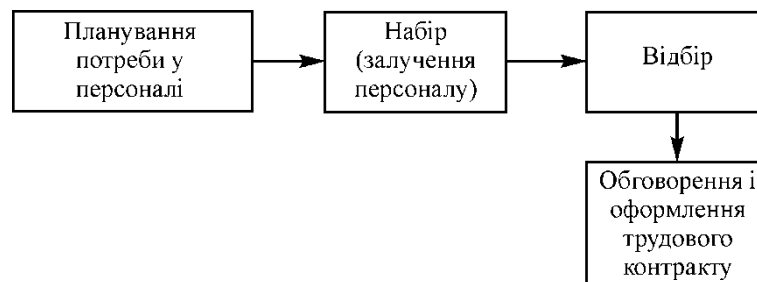 Планування
потреби у
персоналі
Набір
(залучення
персоналу)
Відбір
Обговорення і
оформлення
трудового
контракту